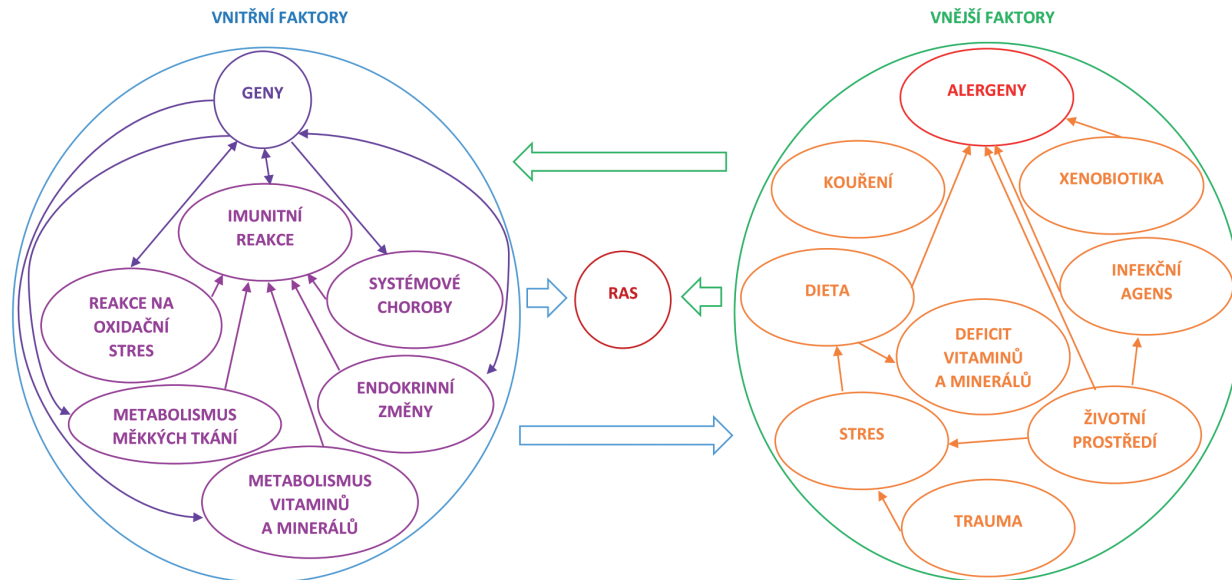 VNITŘNÍ FAKTORY
GENY
IMUNITNÍ
REAKCE
REAKCE NA
OXIDAČNÍ
STRES
SYSTÉMOVÉ
CHOROBY
METABOLISMUS
MĚKKÝCH TKÁNÍ
ENDOKRINNÍ
ZMĚNY
METABOLISMUS
VITAMINŮ
A MINERÁLŮ
RAS
VNĚJŠÍ FAKTORY
ALERGENY
KOUŘENÍ
XENOBIOTIKA
DIETA
INFEKČNÍ
AGENS
DEFICIT
VITAMINŮ
A MINERÁLŮ
STRES
ŽIVOTNÍ
PROSTŘEDÍ
TRAUMA